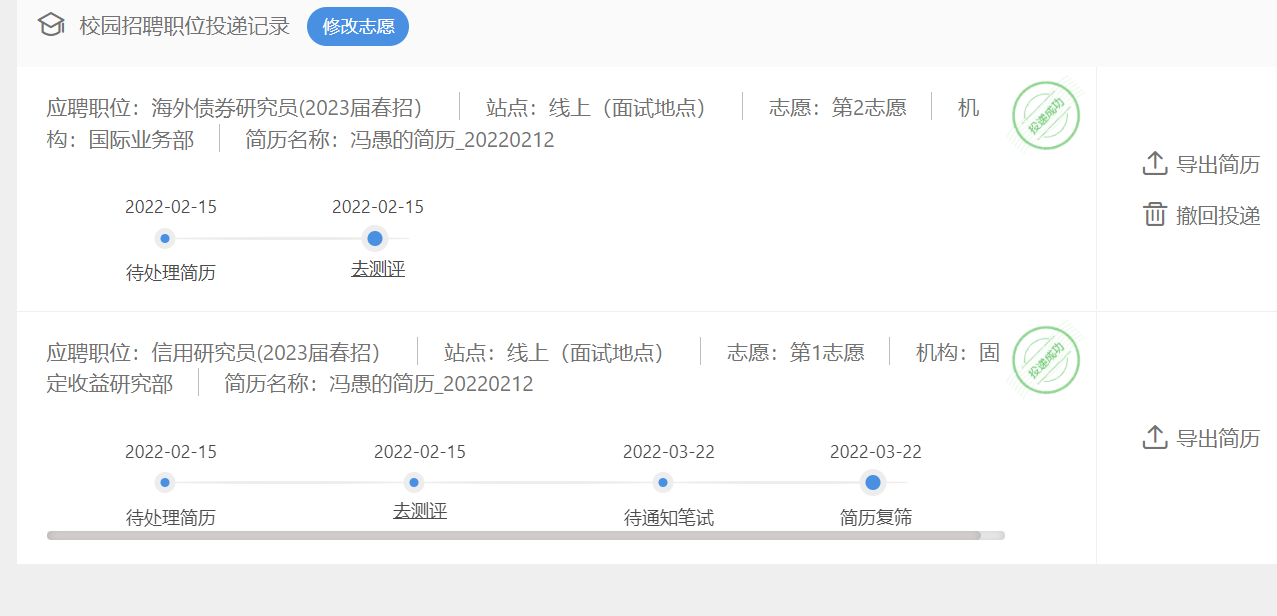 校园招聘职位投递记录 修改志愿
应聘职位：海外债券研究员(2023届春招） 站点：线上（面试地点） 志愿：第2志愿 机
构：国际业务部 简历名称：冯愚的简历_20220212
投递成功
导出简历
撤回投递
2022-02-15 2022-02-15
待处理简历 去测评
应聘职位：信用研究员(2023届春招） 站点：线上（面试地点） 志愿：第1志愿 机构：固
定收益研究部 简历名称：冯愚的简历_20220212
投递成功
导出简历
2022-02-15 2022-02-15 2022-03-22 2022-03-22
待处理简历 去测评 待通知笔试 简历复筛